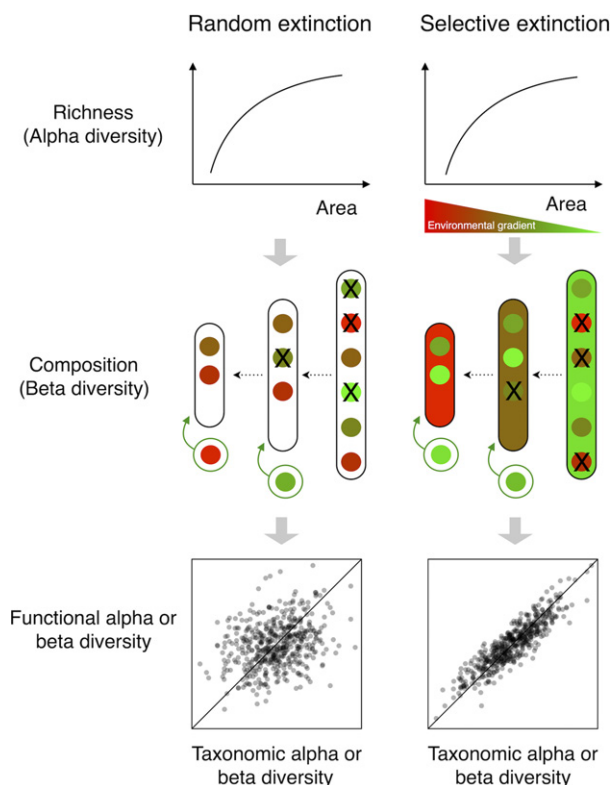 Random extinction
Selective extinction
Richness
(Alpha diversity)
Area
Area
Environmental gradient
Composition
(Beta diversity)
X
X
X
X
X
X
X
X
Functional alpha or
beta diversity
Taxonomic alpha or
beta diversity
Taxonomic alpha or
beta diversity